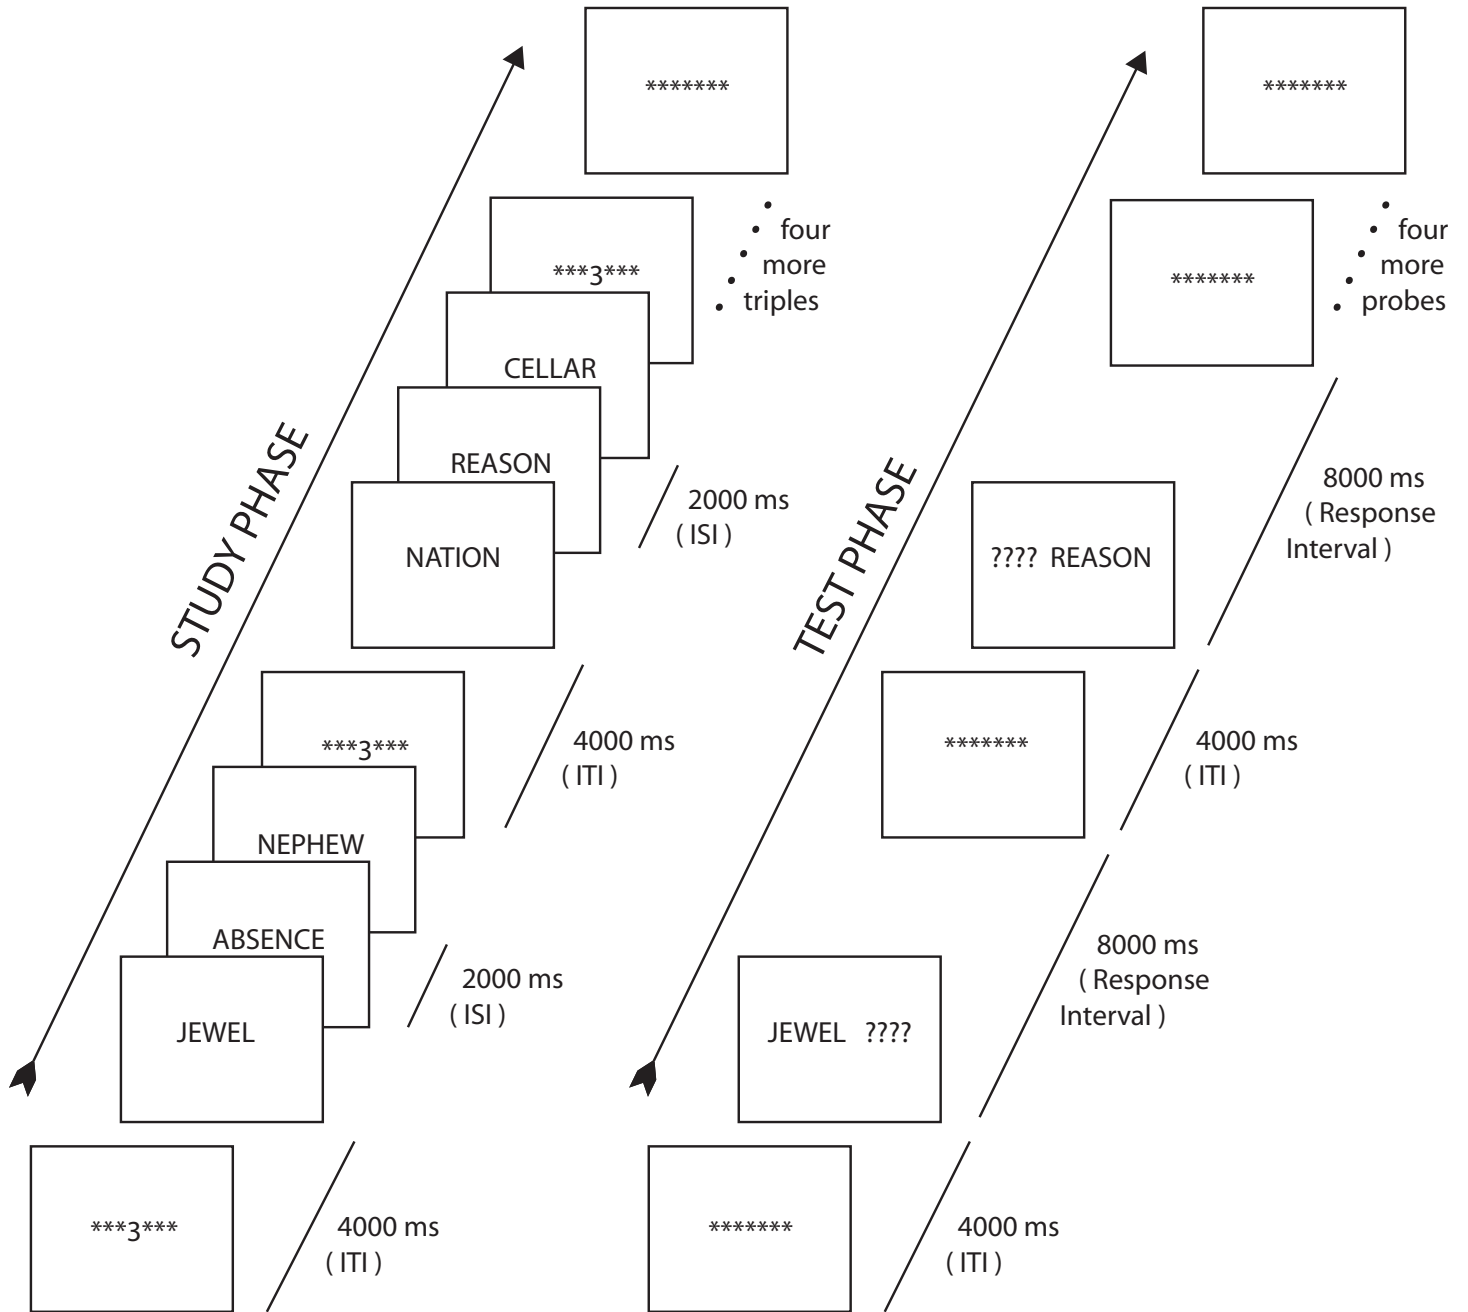 *******
***3***
four
more
triples
CELLAR
REASON
2000 ms
( ISI )
NATION
STUDY PHASE
***3***
4000 ms
( ITI )
NEPHEW
ABSENCE
2000 ms
( ISI )
JEWEL
***3***
4000 ms
( ITI )
*******
four
more
probes
*******
8000 ms
( Response
Interval )
???? REASON
TEST PHASE
*******
4000 ms
( ITI )
8000 ms
( Response
Interval )
JEWEL ????
*******
4000 ms
( ITI )